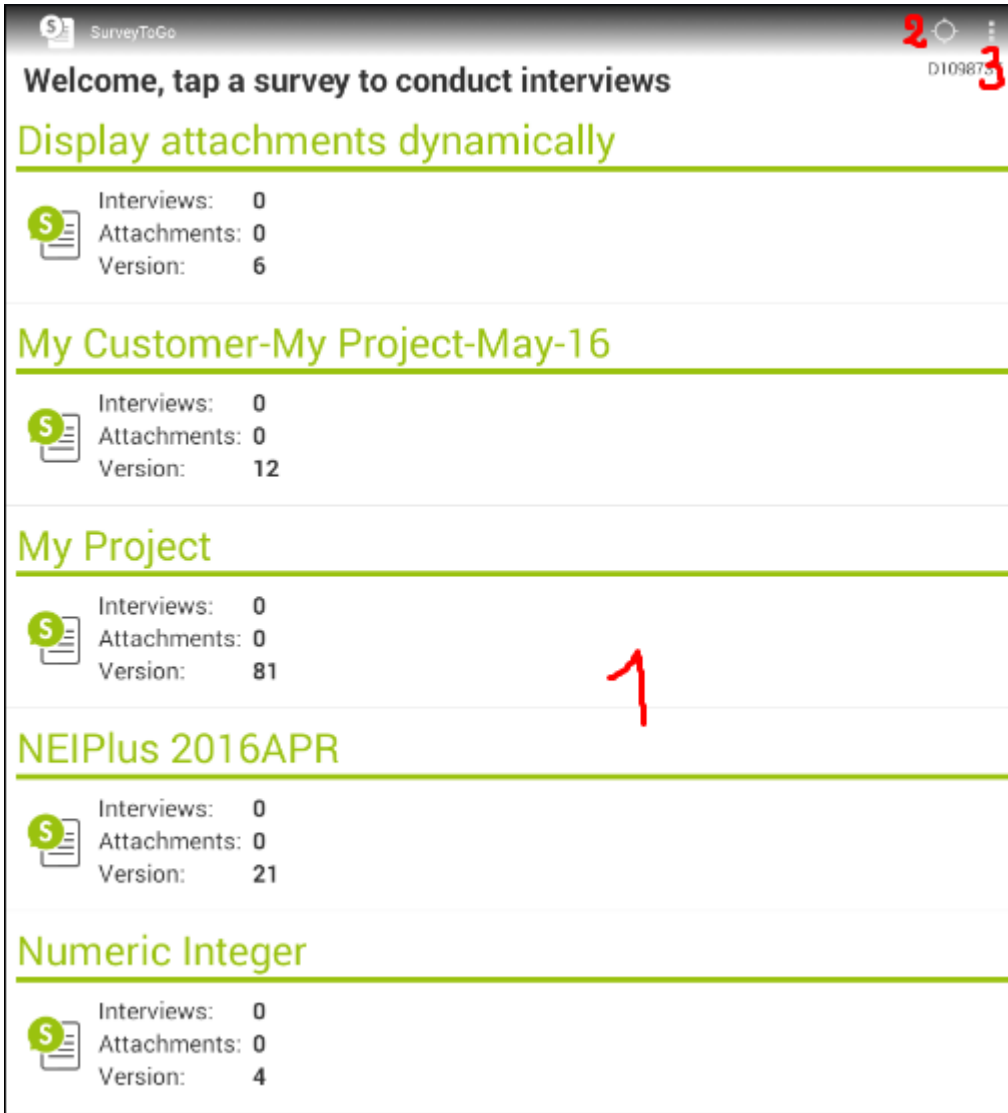 SurveyToGo
2
3
Welcome, tap a survey to conduct interviews
Display attachments dynamically
Interviews: 0
Attachments: 0
Version: 6
My Customer-My Project-May-16
Interviews: 0
Attachments: 0
Version: 12
My Project
Interviews: 0
Attachments: 0
Version: 81
1
NEIPlus 2016APR
Interviews: 0
Attachments: 0
Version: 21
Numeric Integer
Interviews: 0
Attachments: 0
Version: 4